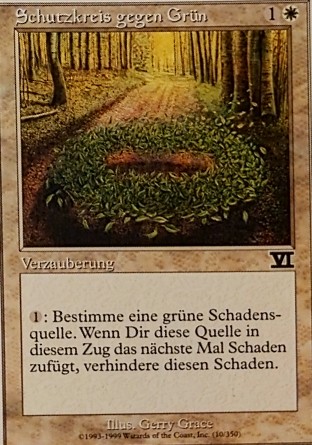 Schutzkreis gegen Grün 1
Verzauberung VI
1: Bestimme eine grüne Schadens-
quelle. Wenn Dir diese Quelle in
diesem Zug das nächste Mal Schaden
zufügt, verhindere diesen Schaden.
Illus. Gerry Grace
©1993-1999 Wizards of the Coast, Inc. (10/350)